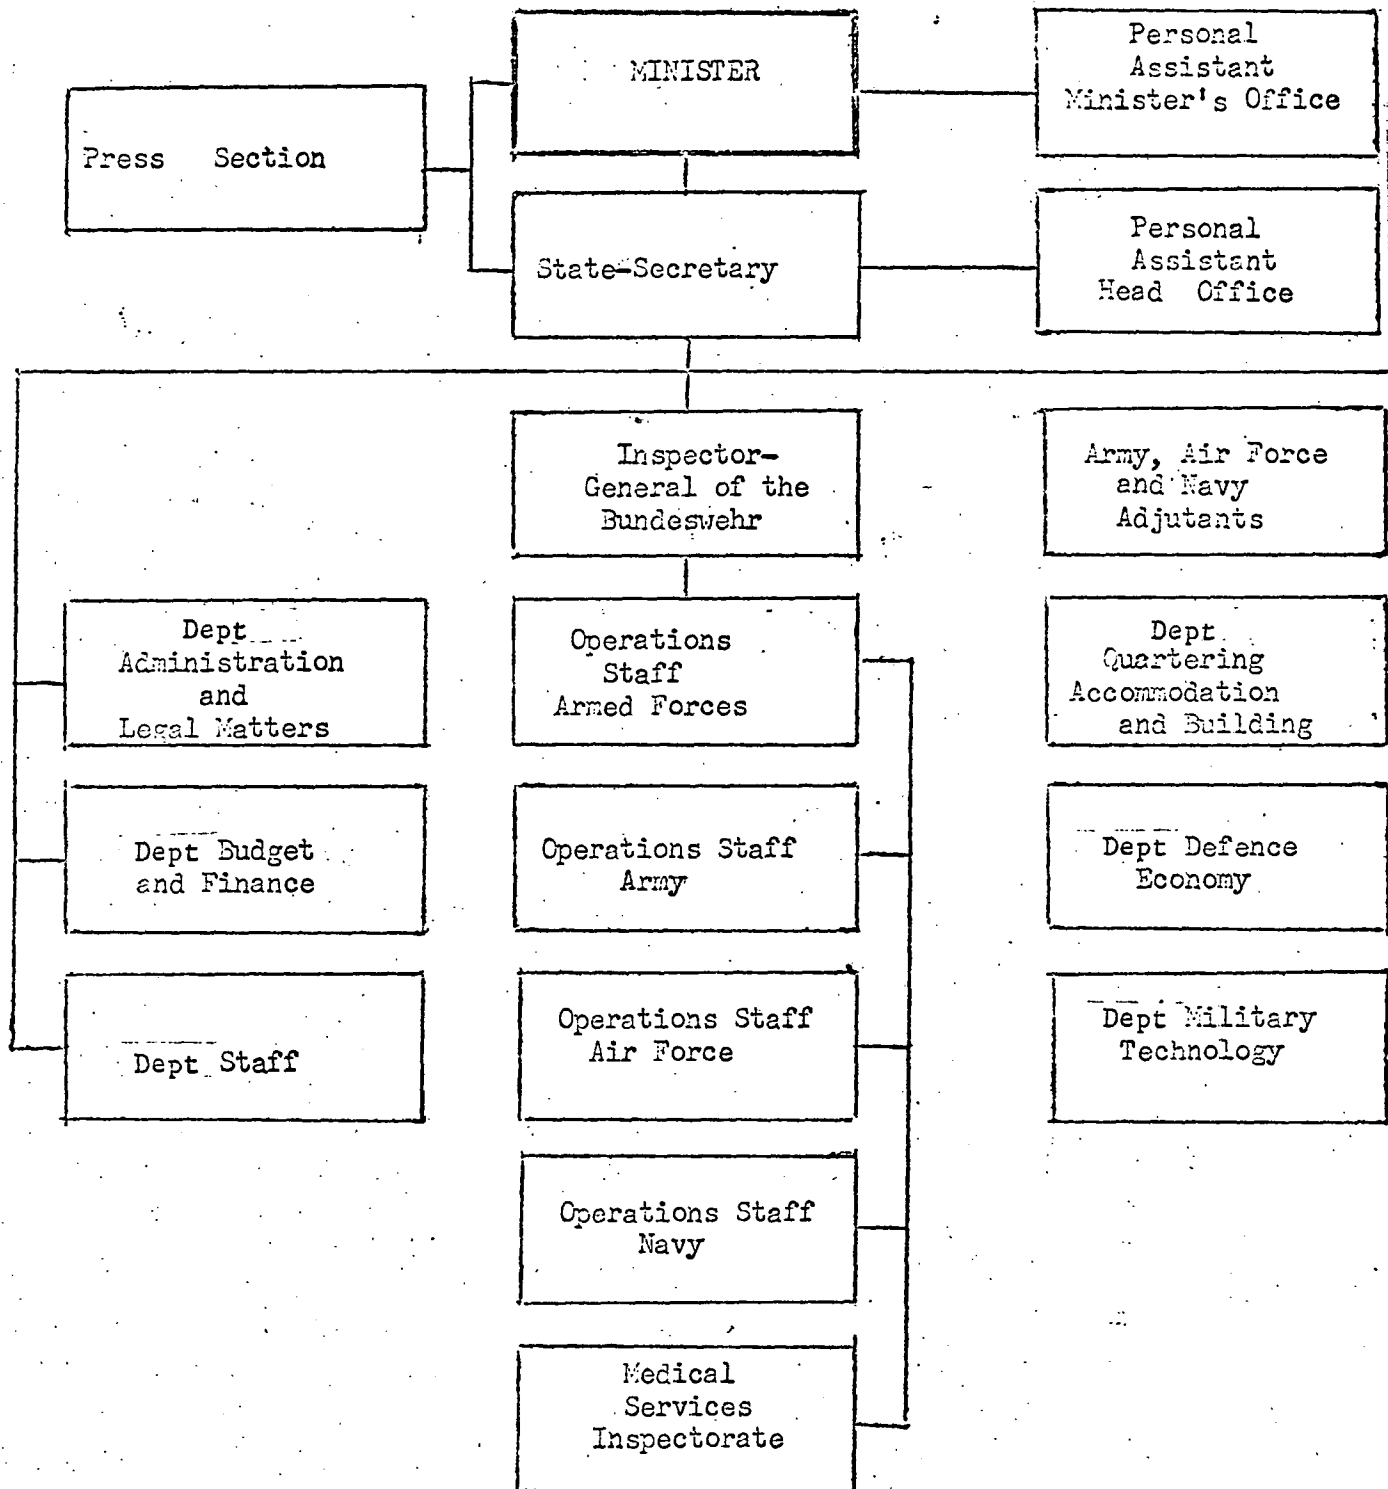 MINISTER
Personal
Assistant
Minister's Office
Press Section
State-Secretary
Personal
Assistant
Head Office
Inspector-
General of the
Bundeswehr
Army, Air Force
and Navy
Adjutants
Dept
Administration
and
Legal Matters
Operations
Staff
Armed Forces
Dept
Quartering
Accommodation
and Building
Dept Budget
and Finance
Operations Staff
Army
Dept Defence
Economy
Dept Staff
Operations Staff
Air Force
Dept Military
Technology
Operations Staff
Navy
Medical
Services
Inspectorate